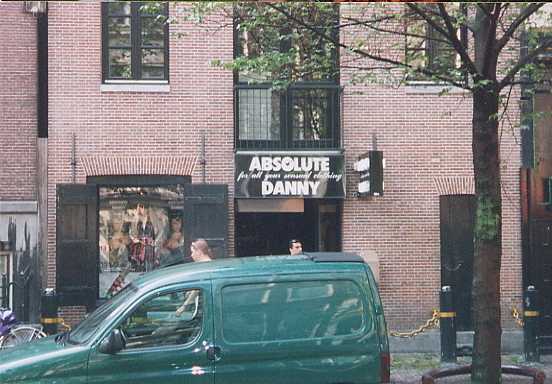 ABSOLUTE
for all your sensual clothing
DANNY